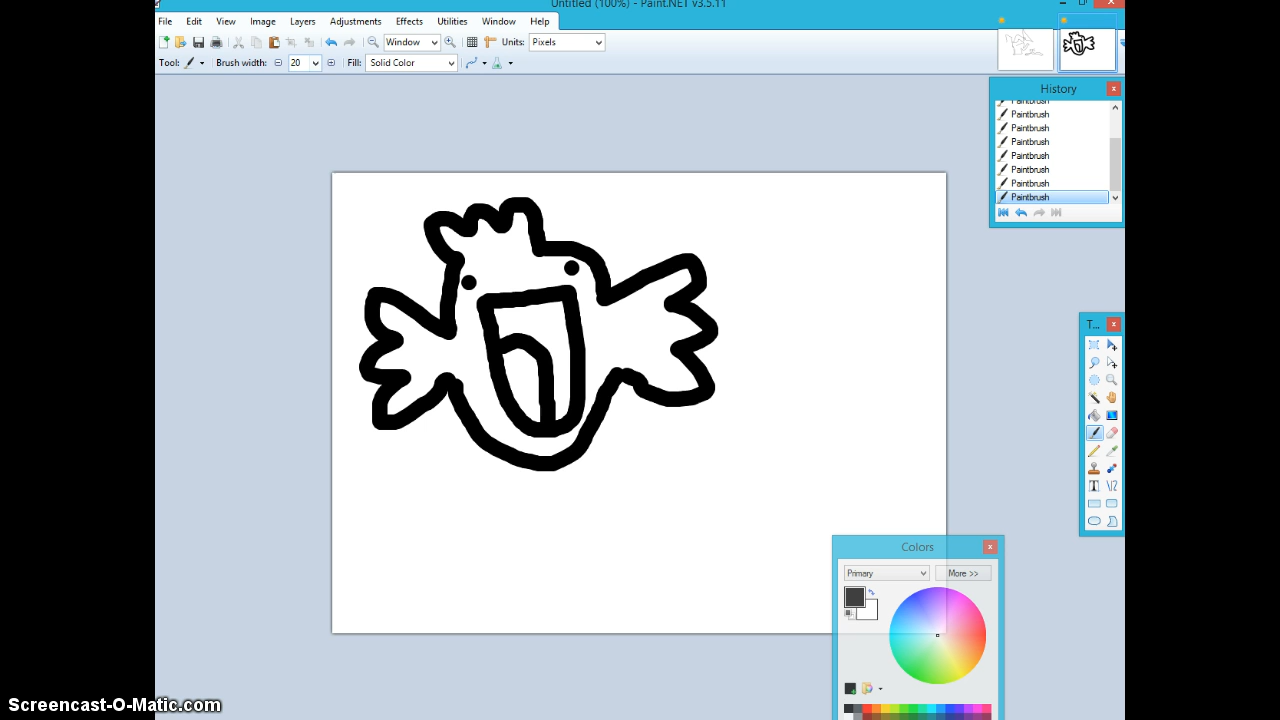 Untitled (100%) - Paint.NET v3.5.11
File Edit View Image Layers Adjustments Effects Utilities Window Help
Window Units: Pixels
Tool: Brush width: 20 Fill: Solid Color
History
Paintbrush
Paintbrush
Paintbrush
Paintbrush
Paintbrush
Paintbrush
Paintbrush
Paintbrush
T...
Colors
Primary More >>
Screencast-O-Matic.com